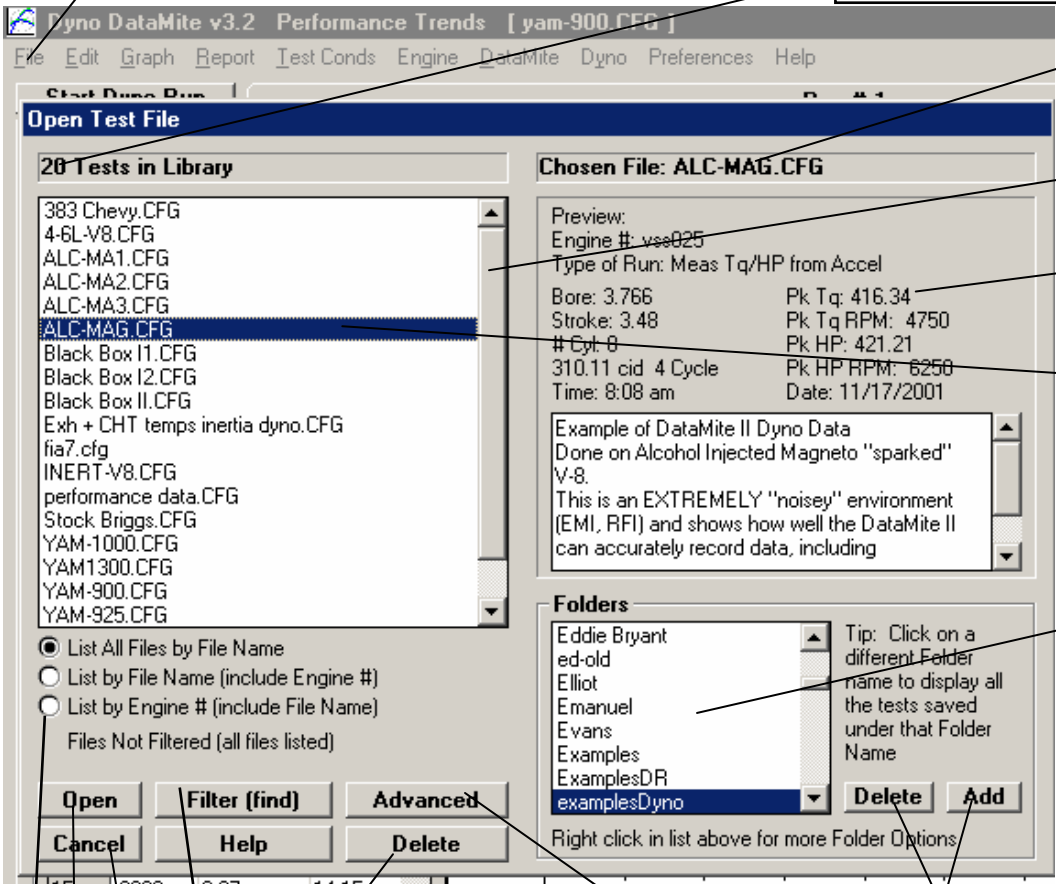 Dyno DataMite v3.2 Performance Trends [ yam-900.CFG ]
File Edit Graph Report Test Conds Engine DataMite Dyno Preferences Help
Start Dyno Run
Open Test File
20 Tests in Library
383 Chevy.CFG
4-6L-V8.CFG
ALC-MA1.CFG
ALC-MA2.CFG
ALC-MA3.CFG
ALC-MAG.CFG
Black Box I1.CFG
Black Box I2.CFG
Black Box II.CFG
Exh + CHT temps inertia dyno.CFG
fia7.cfg
INERT-V8.CFG
performance data.CFG
Stock Briggs.CFG
YAM-1000.CFG
YAM1300.CFG
YAM-900.CFG
YAM-925.CFG
List All Files by File Name
List by File Name (include Engine #)
List by Engine # (include File Name)
Files Not Filtered (all files listed)
Open Filter (find) Advanced
Cancel Help Delete
Chosen File: ALC-MAG.CFG
Preview:
Engine #: vss025
Type of Run: Meas Tq/HP from Accel
Bore: 3.766 Pk Tq: 416.34
Stroke: 3.48 Pk Tq RPM: 4750
# Cyl: 8 Pk HP: 421.21
310.11 cid 4 Cycle Pk HP RPM: 6250
Time: 8:08 am Date: 11/17/2001
Example of DataMite II Dyno Data
Done on Alcohol Injected Magneto "sparked"
V-8.
This is an EXTREMELY "noisey" environment
(EMI, RFI) and shows how well the DataMite II
can accurately record data, including
Folders
Eddie Bryant
ed-old
Elliot
Emanuel
Evans
Examples
ExamplesDR
examplesDyno
Tip: Click on a
different Folder
name to display all
the tests saved
under that Folder
Name
Delete Add
Right click in list above for more Folder Options